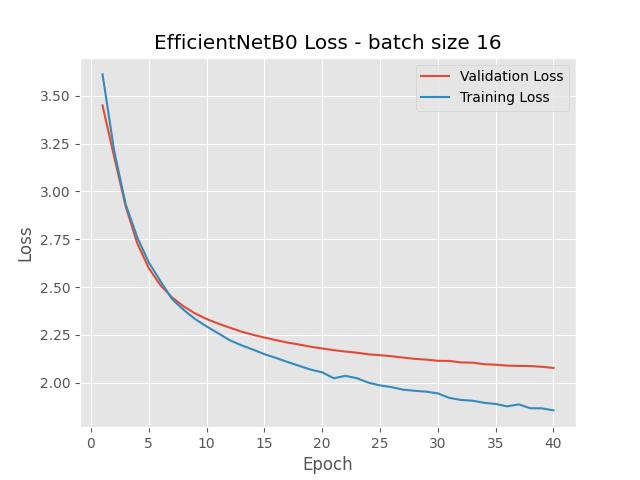 EfficientNetB0 Loss - batch size 16
Validation Loss
Training Loss
3.50
3.25
3.00
2.75
2.50
2.25
2.00
Loss
0 5 10 15 20 25 30 35 40
Epoch